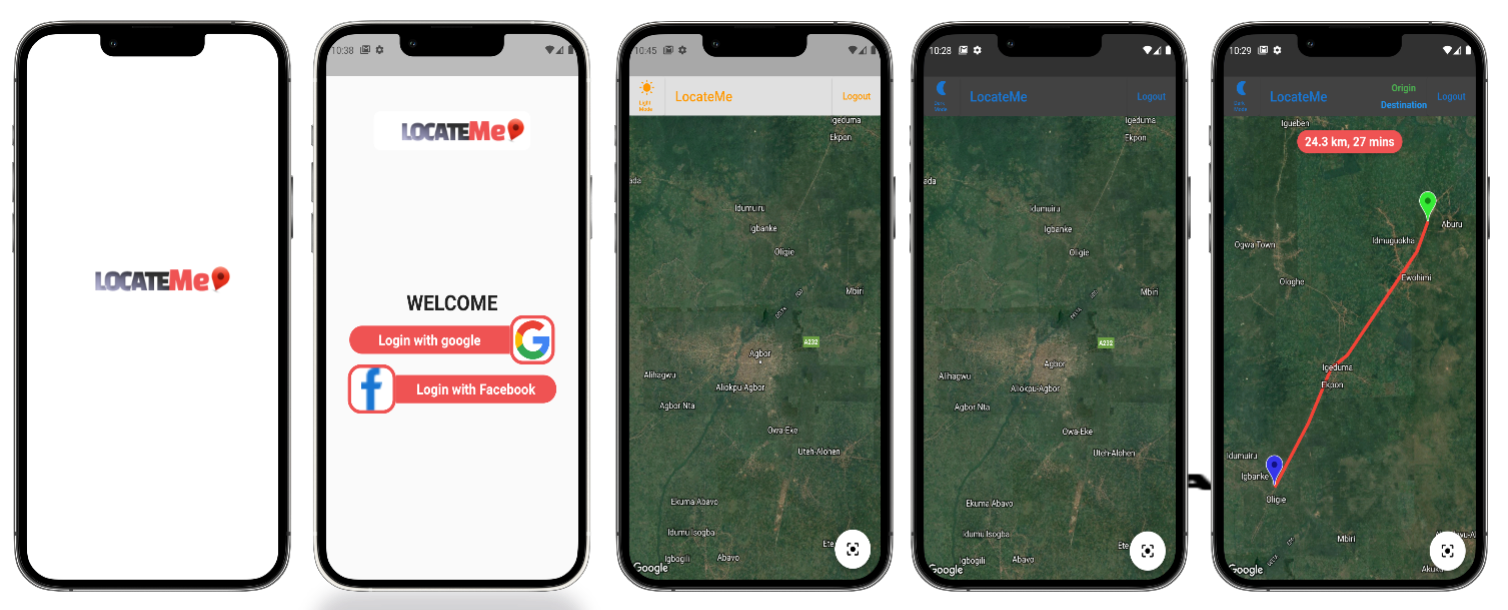 LOCATEMe
10:38
LOCATEMe
WELCOME
Login with google
Login with Facebook
10:45
Light
Mode
LocateMe
Logout
Igeduma
Ekpon
ada
Idumuiru
Igbanke
Oligie
Mbiri
A232
Agbor
Alihagwu
Aliokpu-Agbor
Agbor Nta
Owa-Eke
Uteh-Alohen
Ekuma Abavo
Idumu Isogba
Ete
Igbogili
Abavo
Google
10:28
Dark
Mode
LocateMe
Logout
Igeduma
Ekpon
ada
Idumuiru
Igbanke
Oligie
Mbiri
A232
Agbor
Alihagwu
Aliokpu-Agbor
Agbor Nta
Owa-Eke
Uteh-Alohen
Ekuma Abavo
Idumu Isogba
Ete
Igbogili
Abavo
Google
10:29
Dark
Mode
LocateMe
Origin
Destination
Logout
Igueben
24.3 km, 27 mins
Aburu
Idmuguokha
Ogwa Town
Ewohimi
Ologhe
Igeduma
Ekpon
Idumuiru
Igbanke
Oligie
Mbiri
Google